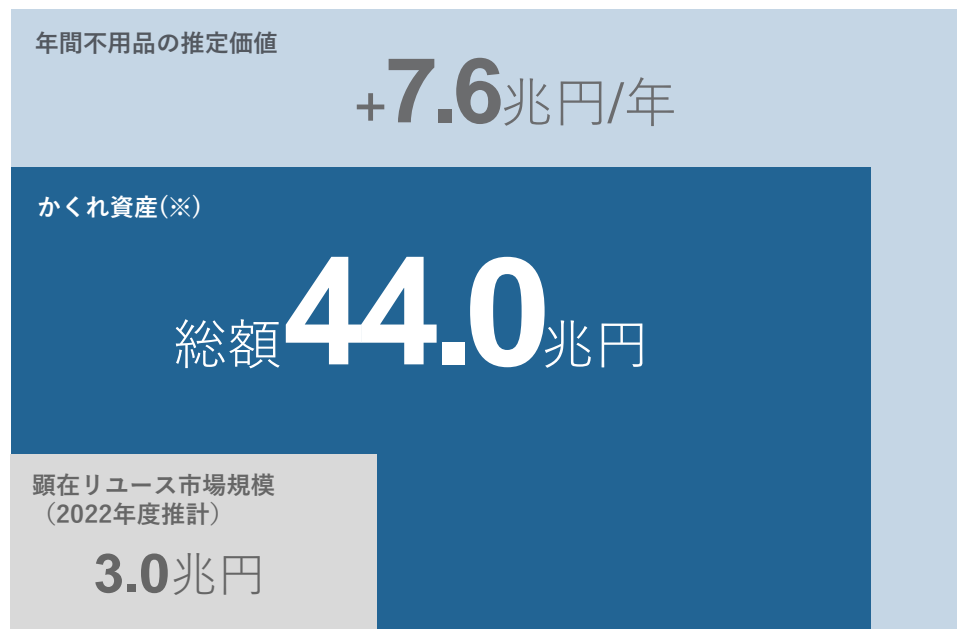 年間不用品の推定価値
+7.6兆円/年
かくれ資産(※)
総額44.0兆円
顕在リユース市場規模
（2022年度推計）
3.0兆円